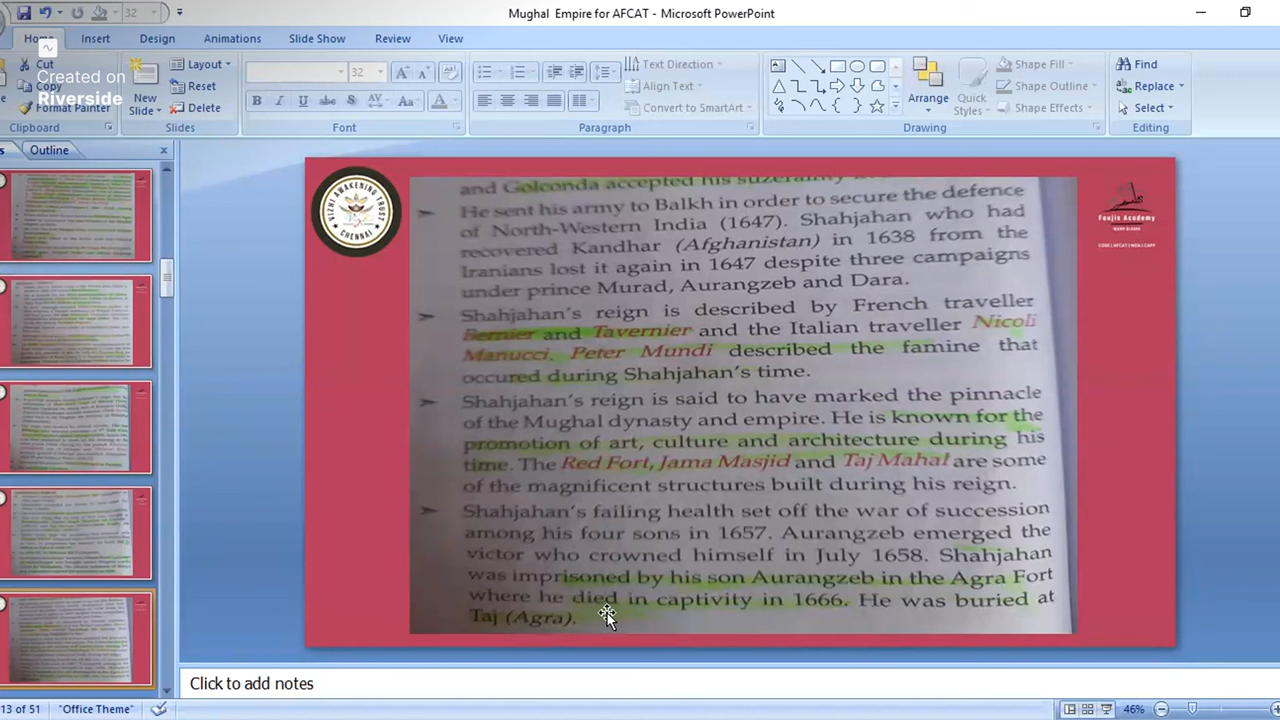 Mughal Empire for AFCAT - Microsoft PowerPoint
32
Home Insert Design Animations Slide Show Review View
Created on
Riverside
Cut
Copy
Format Painter
Clipboard
New
Slide
Layout
Reset
Delete
Slides
32
Font
Text Direction
Align Text
Convert to SmartArt
Paragraph
Arrange
Quick
Styles
Shape Fill
Shape Outline
Shape Effects
Drawing
Find
Replace
Select
Editing
Outline
AWAKENING TRUST
CHENNAI
Foujis Academy
accepted his
He sent his army to Balkh in order to secure the defence
of North-Western India (1647). Shahjahan who had
recovered Kandhar (Afghanistan) in 1638 from the
Iranians lost it again in 1647 despite three campaigns
under prince Murad, Aurangzeb and Dara.
Shahjahan's reign is described by French traveller
Bernier and Tavernier and the Italian traveller Nicoli
Manucci. Peter Mundi described the famine that
occured during Shahjahan's time.
Shahjahan's reign is said to have marked the pinnacle
of the Mughal dynasty and empire. He is known for the
of art, culture and architecture during his
time. The Red Fort, Jama Masjid and Taj Mahal are some
of the magnificent structures built during his reign.
Shahjahan's failing health set off the war of succession
among his four sons in 1657. Aurangzeb emerged the
who crowned himself in July 1658. Shahjahan
was imprisoned by his son Aurangzeb in the Agra Fort
where he died in captivity in 1666. He was buried at
Click to add notes
13 of 51
"Office Theme"
46%